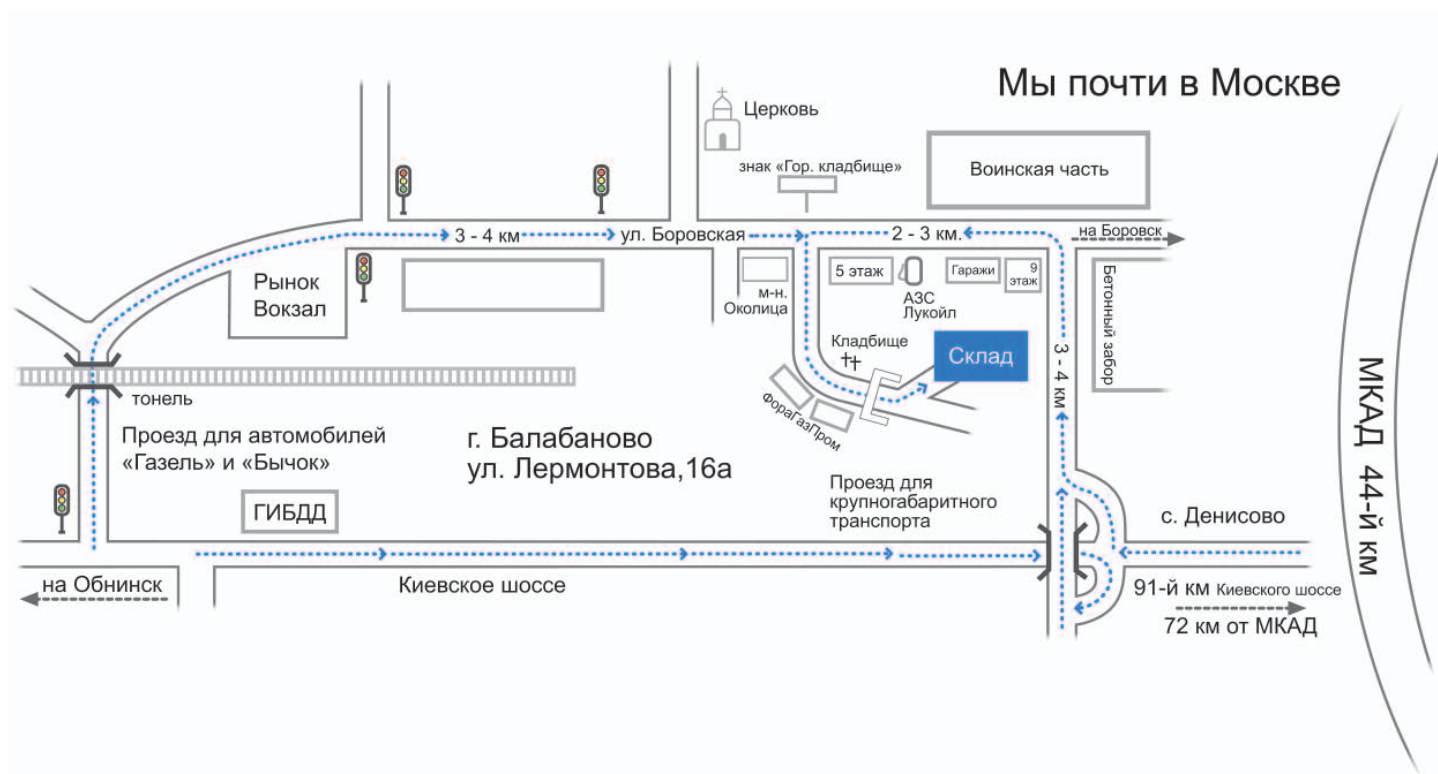 Мы почти в Москве
Церковь
знак «Гор. кладбище»
Воинская часть
3 - 4 км
ул. Боровская
2 - 3 км.
на Боровск
Рынок
Вокзал
м-н.
Околица
5 этаж
АЗС
Лукойл
Гаражи
9
этаж
Бетонный забор
Кладбище
Склад
3 - 4 км
МКАД 44-й км
тонель
ФораГазПром
Проезд для автомобилей
«Газель» и «Бычок»
г. Балабаново
ул. Лермонтова,16а
Проезд для
крупногабаритного
транспорта
ГИБДД
с. Денисово
на Обнинск
Киевское шоссе
91-й км Киевского шоссе
72 км от МКАД